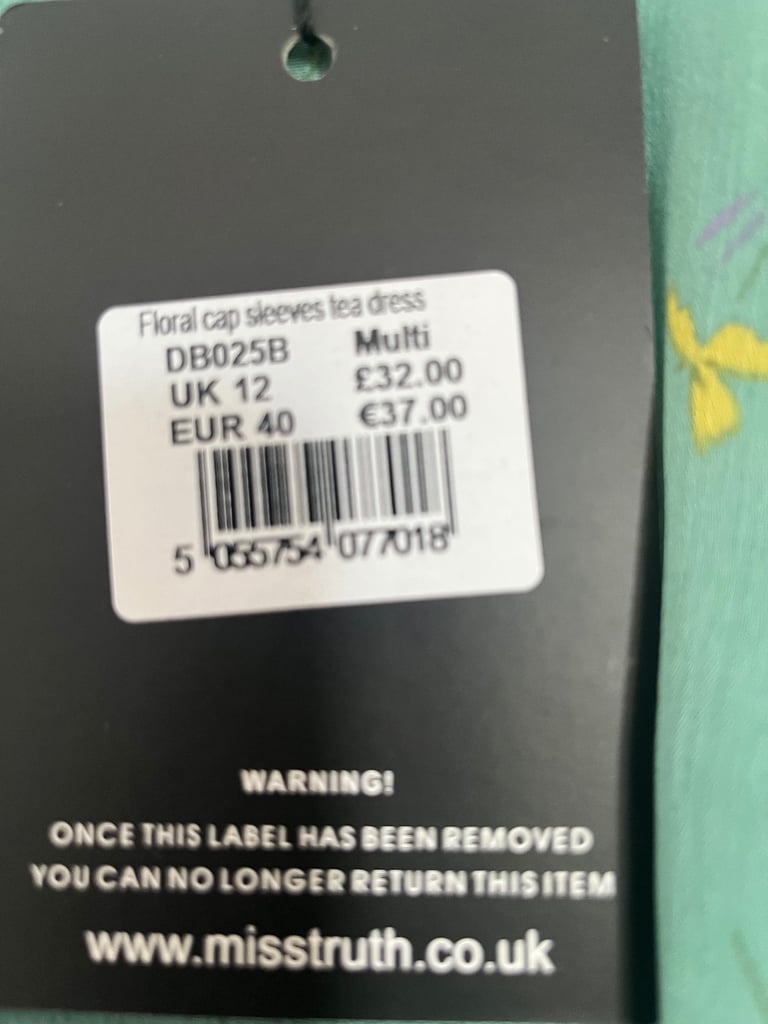 Floral cap sleeves tea dress
DB025B Multi
UK 12 £32.00
EUR 40 €37.00
5 055754 077018
WARNING!
ONCE THIS LABEL HAS BEEN REMOVED
YOU CAN NO LONGER RETURN THIS ITEM
www.misstruth.co.uk